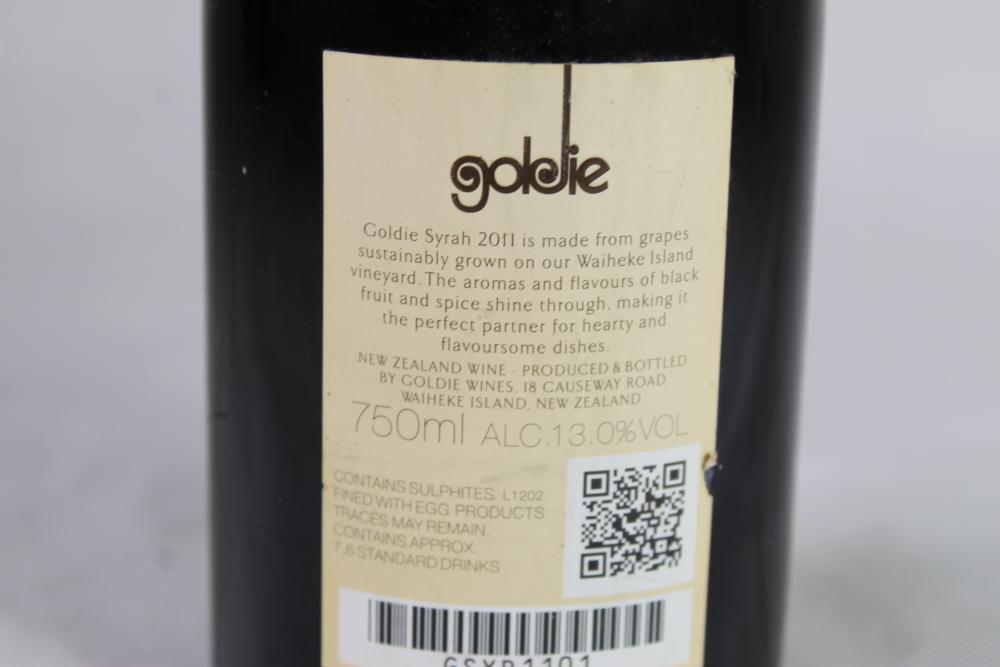 goldie
Goldie Syrah 2011 is made from grapes
sustainably grown on our Waiheke Island
vineyard. The aromas and flavours of black
fruit and spice shine through. making it
the perfect partner for hearty and
flavoursome dishes.
NEW ZEALAND WINE - PRODUCED & BOTTLED
BY GOLDIE WINES, 18 CAUSEWAY ROAD
WAIHEKE ISLAND, NEW ZEALAND
750ml ALC.13.0%VOL
CONTAINS SULPHITES. L1202
FINED WITH EGG PRODUCTS
TRACES MAY REMAIN.
CONTAINS APPROX.
7.6 STANDARD DRINKS